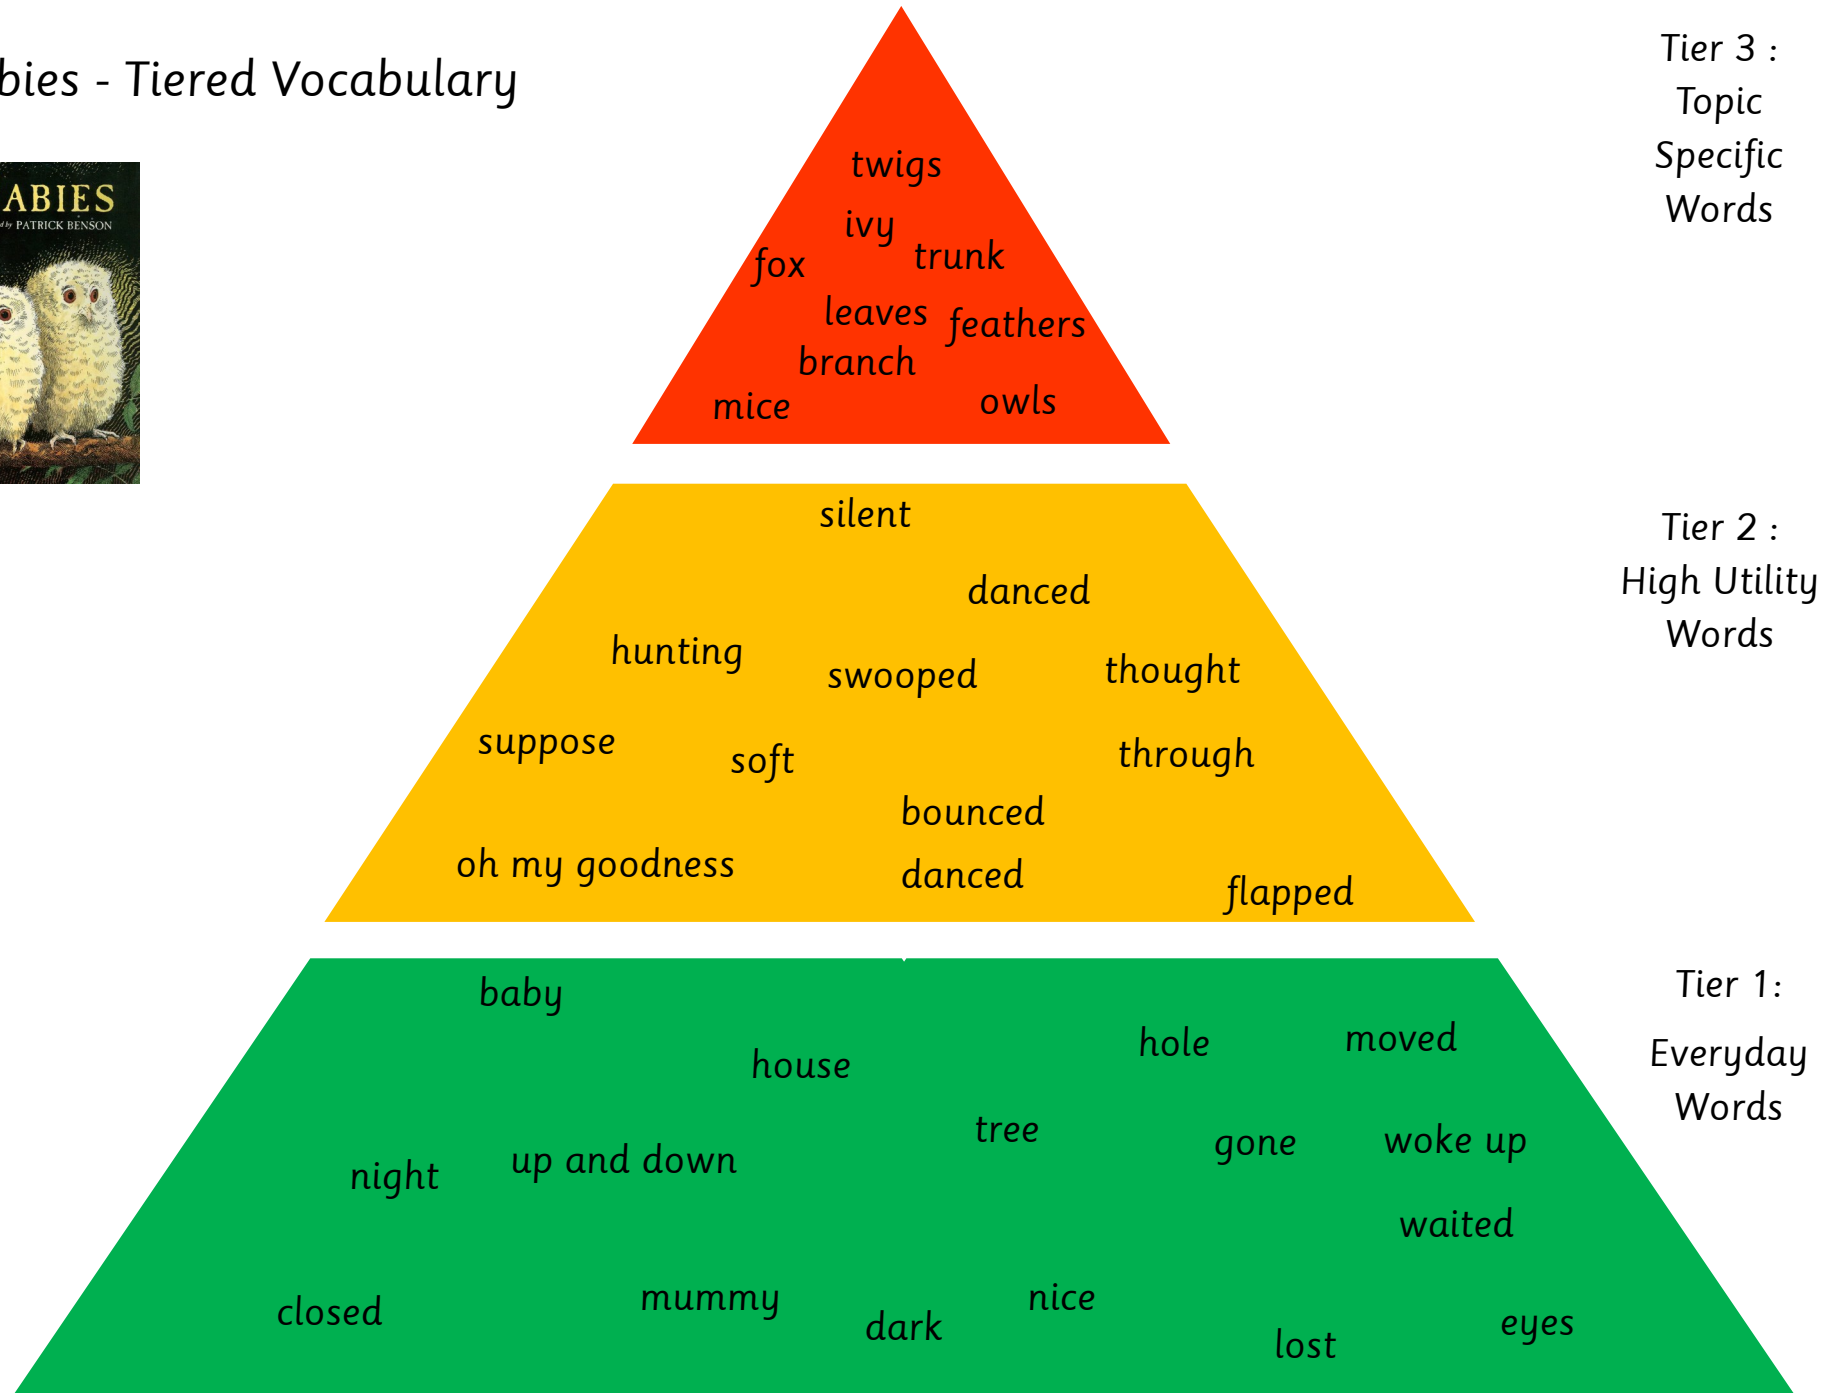 bies - Tiered Vocabulary
ABIES
d by PATRICK BENSON
Tier 3 :
Topic
Specific
Words
twigs
ivy
trunk
fox
leaves
feathers
branch
mice
owls
Tier 2 :
High Utility
Words
silent
danced
hunting
swooped
thought
suppose
soft
through
bounced
oh my goodness
danced
flapped
Tier 1:
Everyday
Words
baby
house
hole
moved
tree
gone
woke up
night
up and down
waited
closed
mummy
dark
nice
lost
eyes